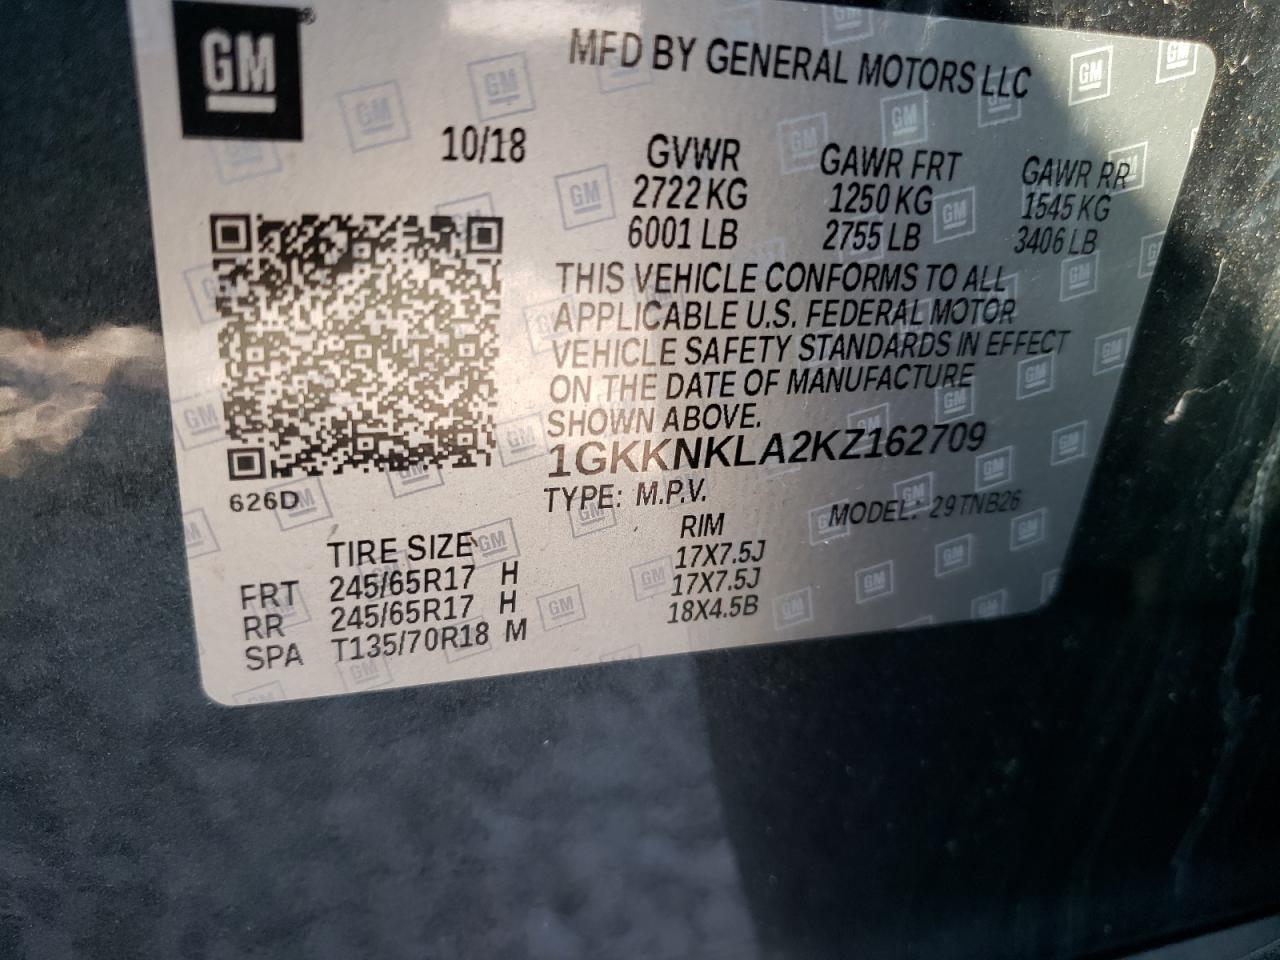 GM
MFD BY GENERAL MOTORS LLC
10/18
GVWR GAWR FRT GAWR RR
2722 KG 1250 KG 1545 KG
6001 LB 2755 LB 3406 LB
THIS VEHICLE CONFORMS TO ALL
APPLICABLE U.S. FEDERAL MOTOR
VEHICLE SAFETY STANDARDS IN EFFECT
ON THE DATE OF MANUFACTURE
SHOWN ABOVE.
1GKKNKLA2KZ162709
626D
TYPE: M.P.V. MODEL: 29TNB26
TIRE SIZE RIM
FRT 245/65R17 H 17X7.5J
RR 245/65R17 H 17X7.5J
SPA T135/70R18 M 18X4.5B